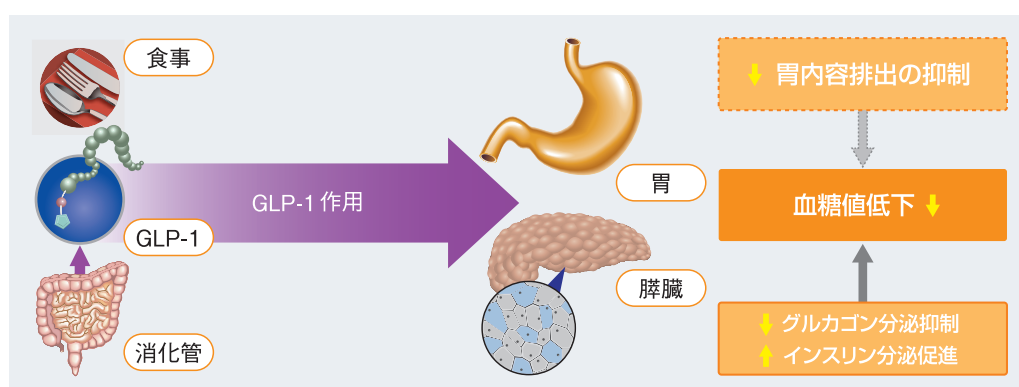 食事
GLP-1
消化管
GLP-1 作用
胃
膵臓
胃内容排出の抑制
血糖値低下
グルカゴン分泌抑制
インスリン分泌促進